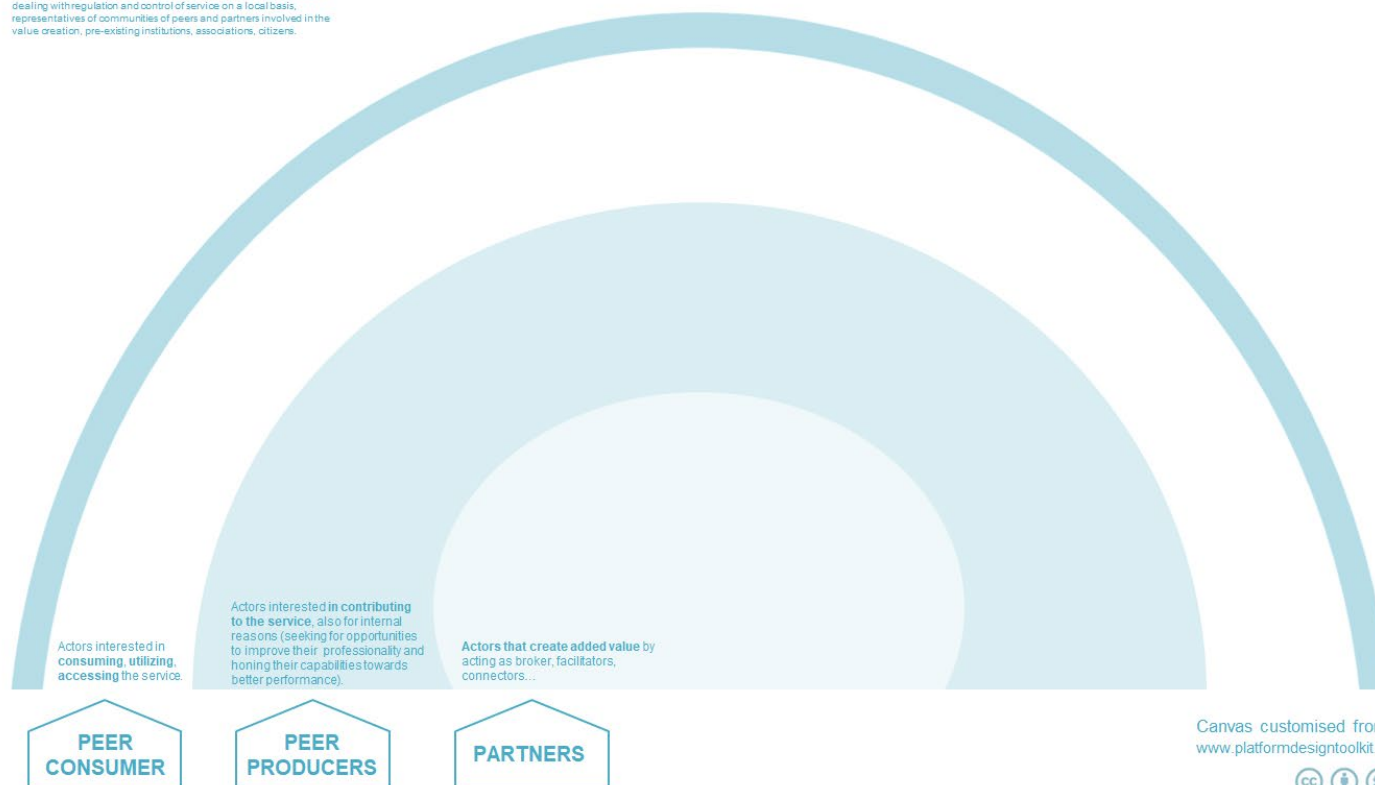 dealing with regulation and control of service on a local basis,
representatives of communities of peers and partners involved in the
value creation, pre-existing institutions, associations, citizens.
Actors interested in
consuming, utilizing,
accessing the service.
Actors interested in contributing
to the service, also for internal
reasons (seeking for opportunities
to improve their professionality and
honing their capabilities towards
better performance).
Actors that create added value by
acting as broker, facilitators,
connectors...
PEER
CONSUMER
PEER
PRODUCERS
PARTNERS
Canvas customised from
www.platformdesigntoolkit
cc